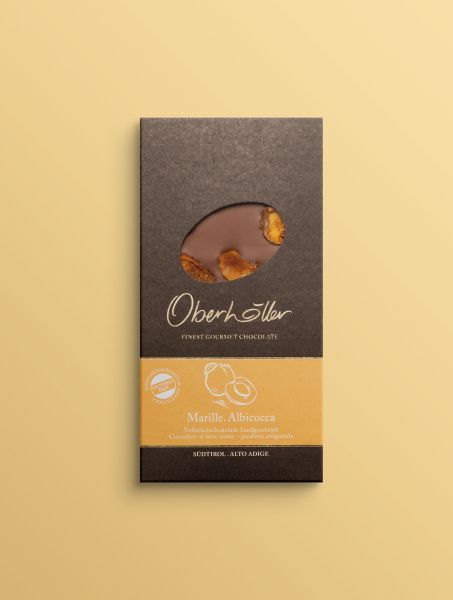 Oberhöller
FINEST GOURMET CHOCOLATE
Marille. Albicocca
Vollmilchschokolade handgeschöpft
Cioccolato al latte intero – prodotto artigianale
SÜDTIROL . ALTO ADIGE